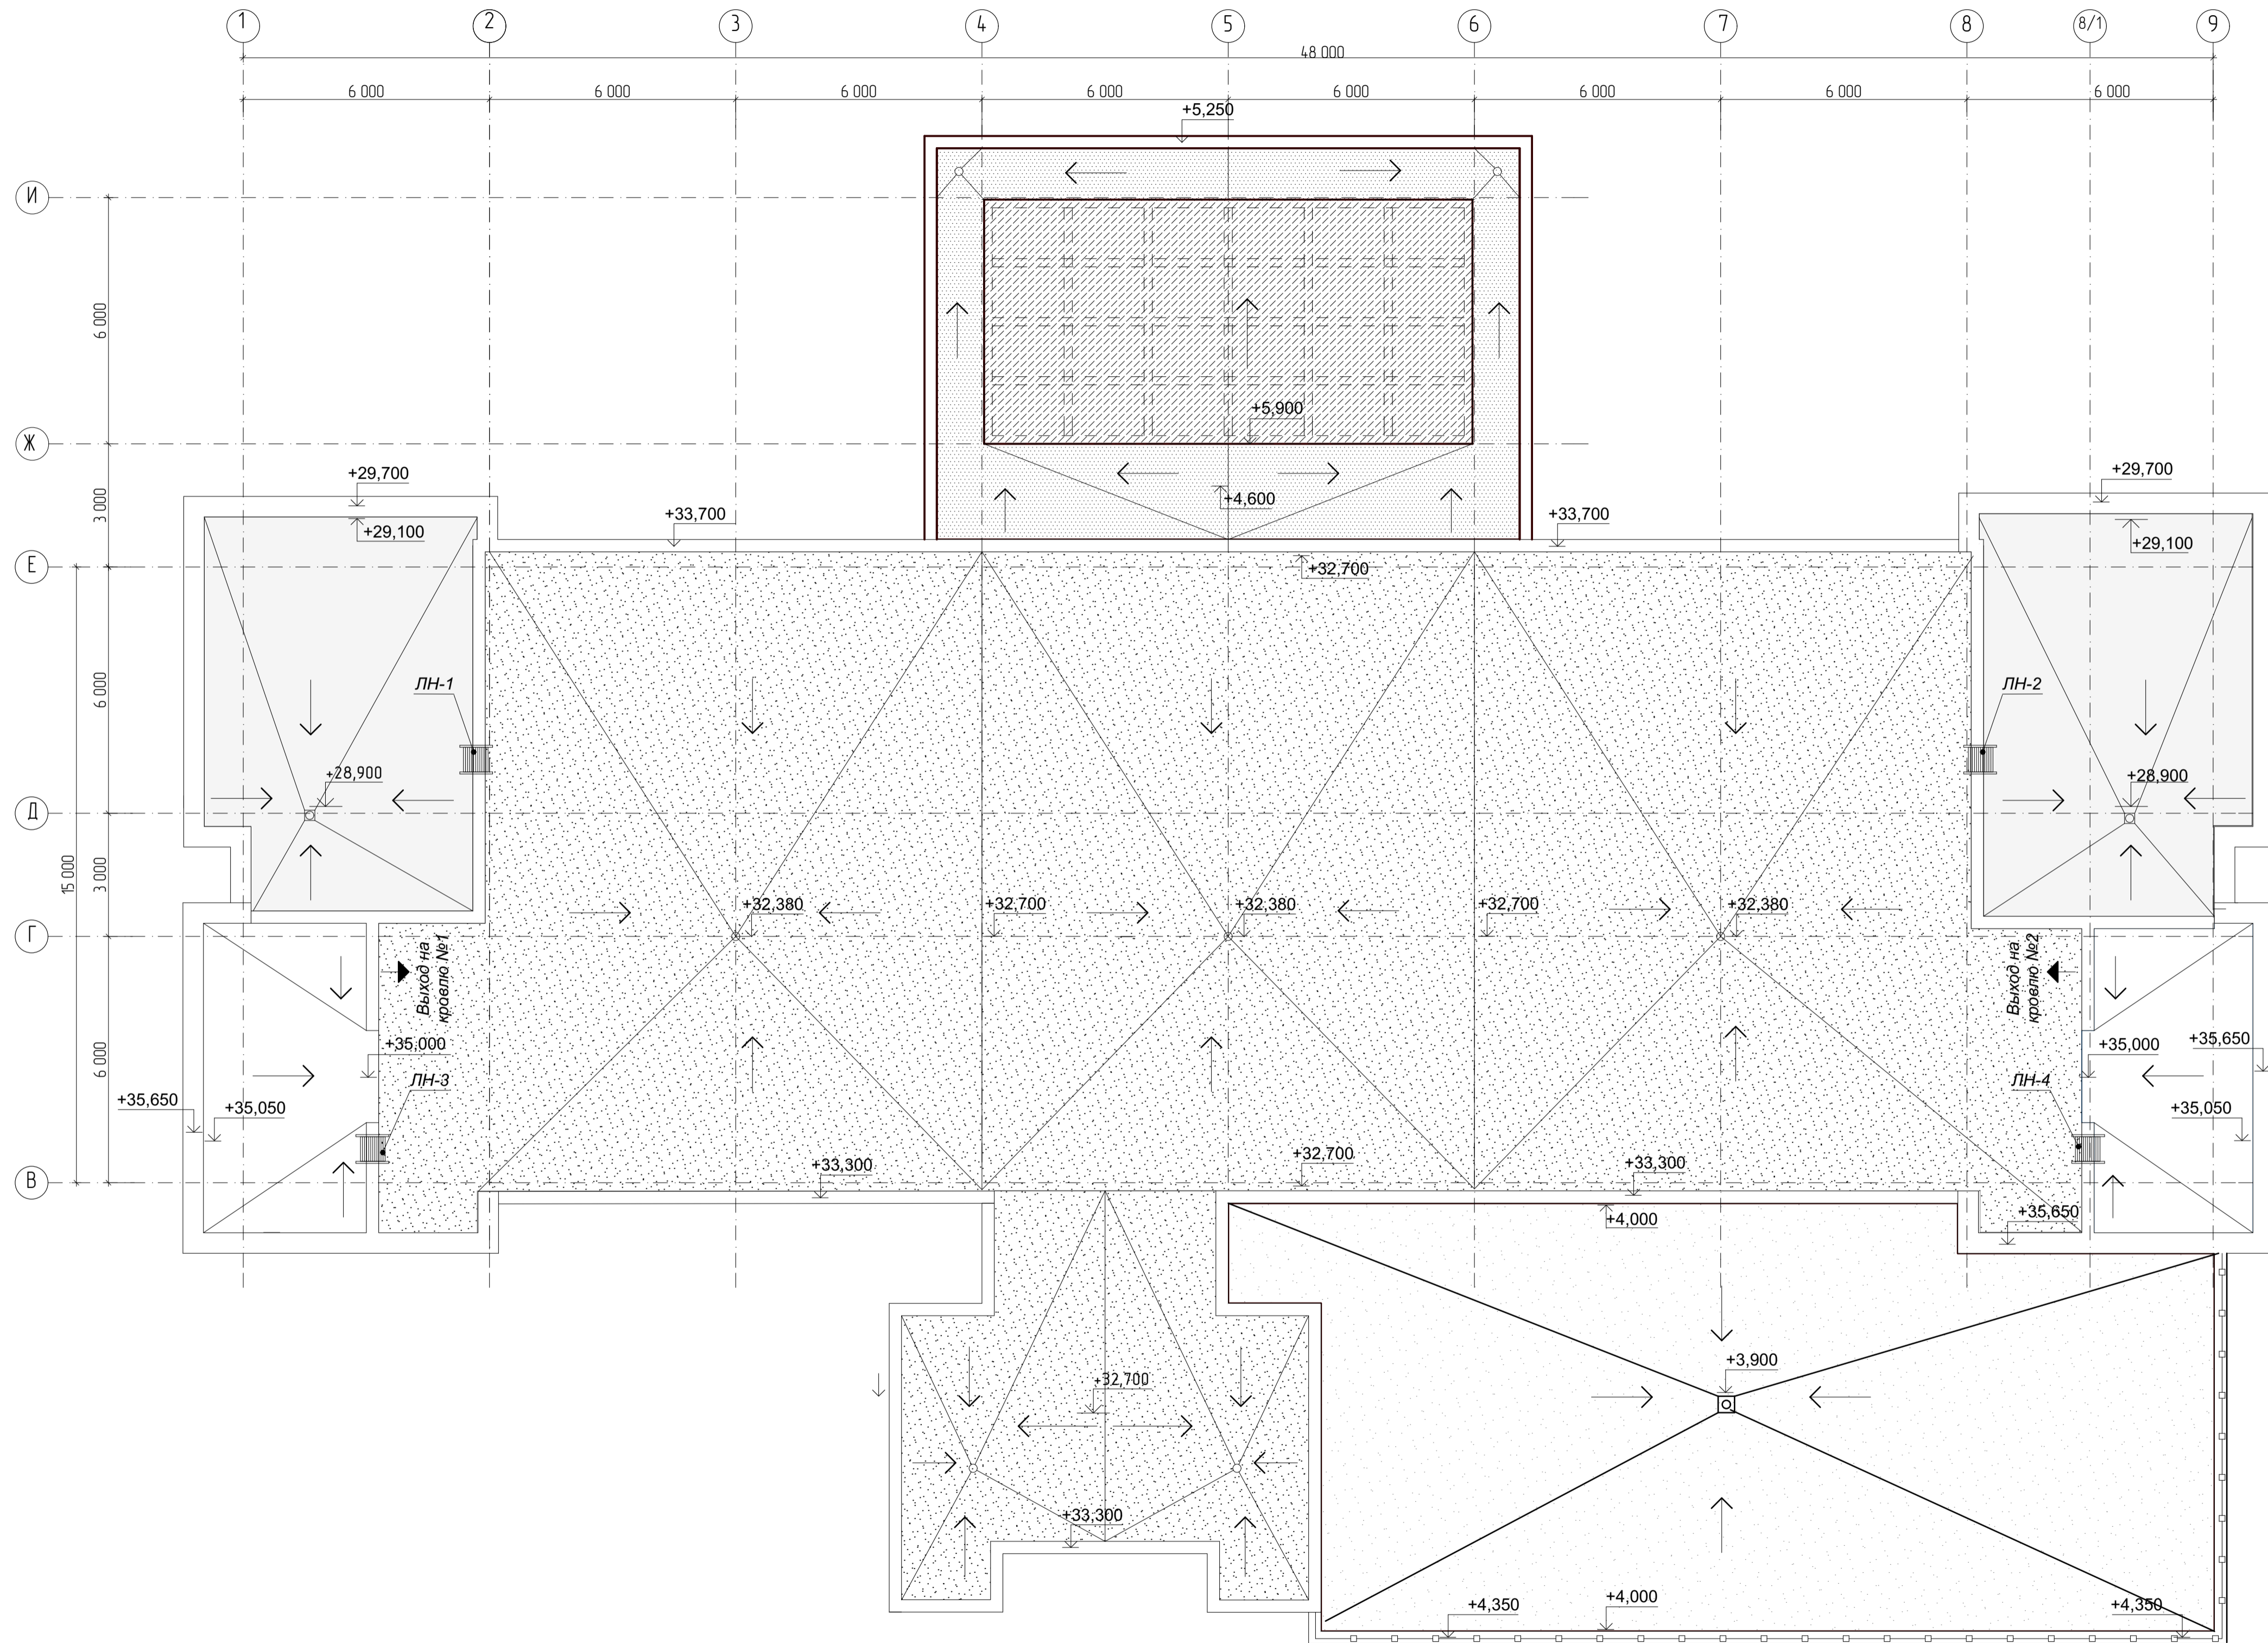 1 2 3 4 5 6 7 8 8/1 9
48 000
6 000 6 000 6 000 6 000 6 000 6 000 6 000 6 000
+5,250
И
6 000
+5,900
Ж
+29,700 +29,700
3 000
+4,600
+33,700 +33,700
+29,100 +29,100
Е
+32,700
6 000
ЛН-1 ЛН-2
+28,900 +28,900
Д
15 000
3 000
+32,380 +32,700 +32,380 +32,700 +32,380
Г
Выход на
кровлю №1
Выход на
кровлю №2
6 000
+35,000 +35,000 +35,650
ЛН-3 ЛН-4
+35,650 +35,050 +35,050
+32,700
+33,300 +33,300
В
+4,000 +35,650
+3,900
+32,700
+33,300
+4,350 +4,000 +4,350